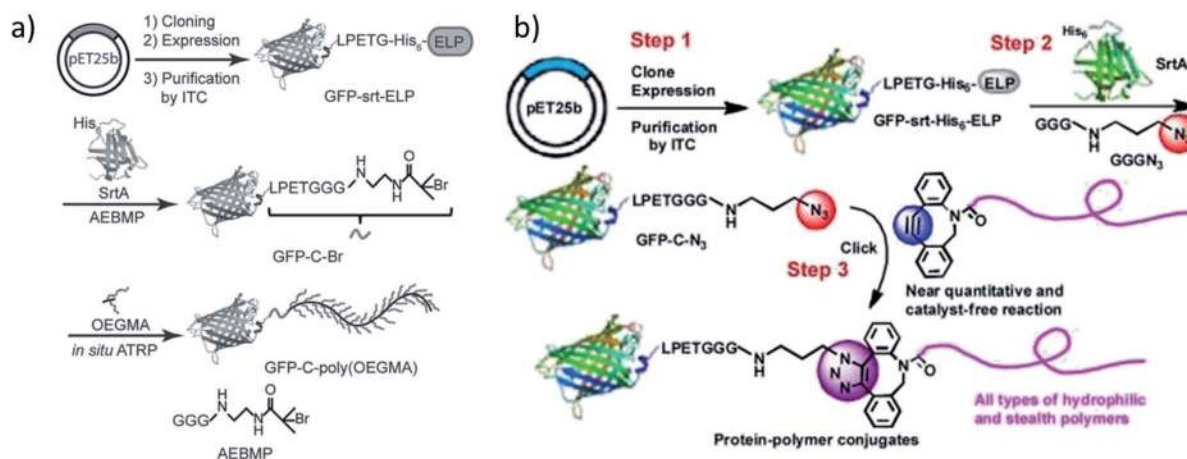 a)
pET25b
1) Cloning
2) Expression
3) Purification
by ITC
LPETG-His6-ELP
GFP-srt-ELP
His6
SrtA
AEBMP
LPETGGG
H
N
N
H
O
Br
GFP-C-Br
OEGMA
in situ ATRP
GFP-C-poly(OEGMA)
GGG
H
N
N
H
O
Br
AEBMP
b)
Step 1
pET25b
Clone
Expression
Purification
by ITC
LPETG-His6-ELP
GFP-srt-His6-ELP
Step 2
His6
SrtA
GGG
N
H
N
GGGN3
LPETGGG
N
H
N3
GFP-C-N3
Step 3
Click
N
O
Near quantitative and
catalyst-free reaction
LPETGGG
N
H
N
N
N
N
O
Protein-polymer conjugates
All types of hydrophilic
and stealth polymers